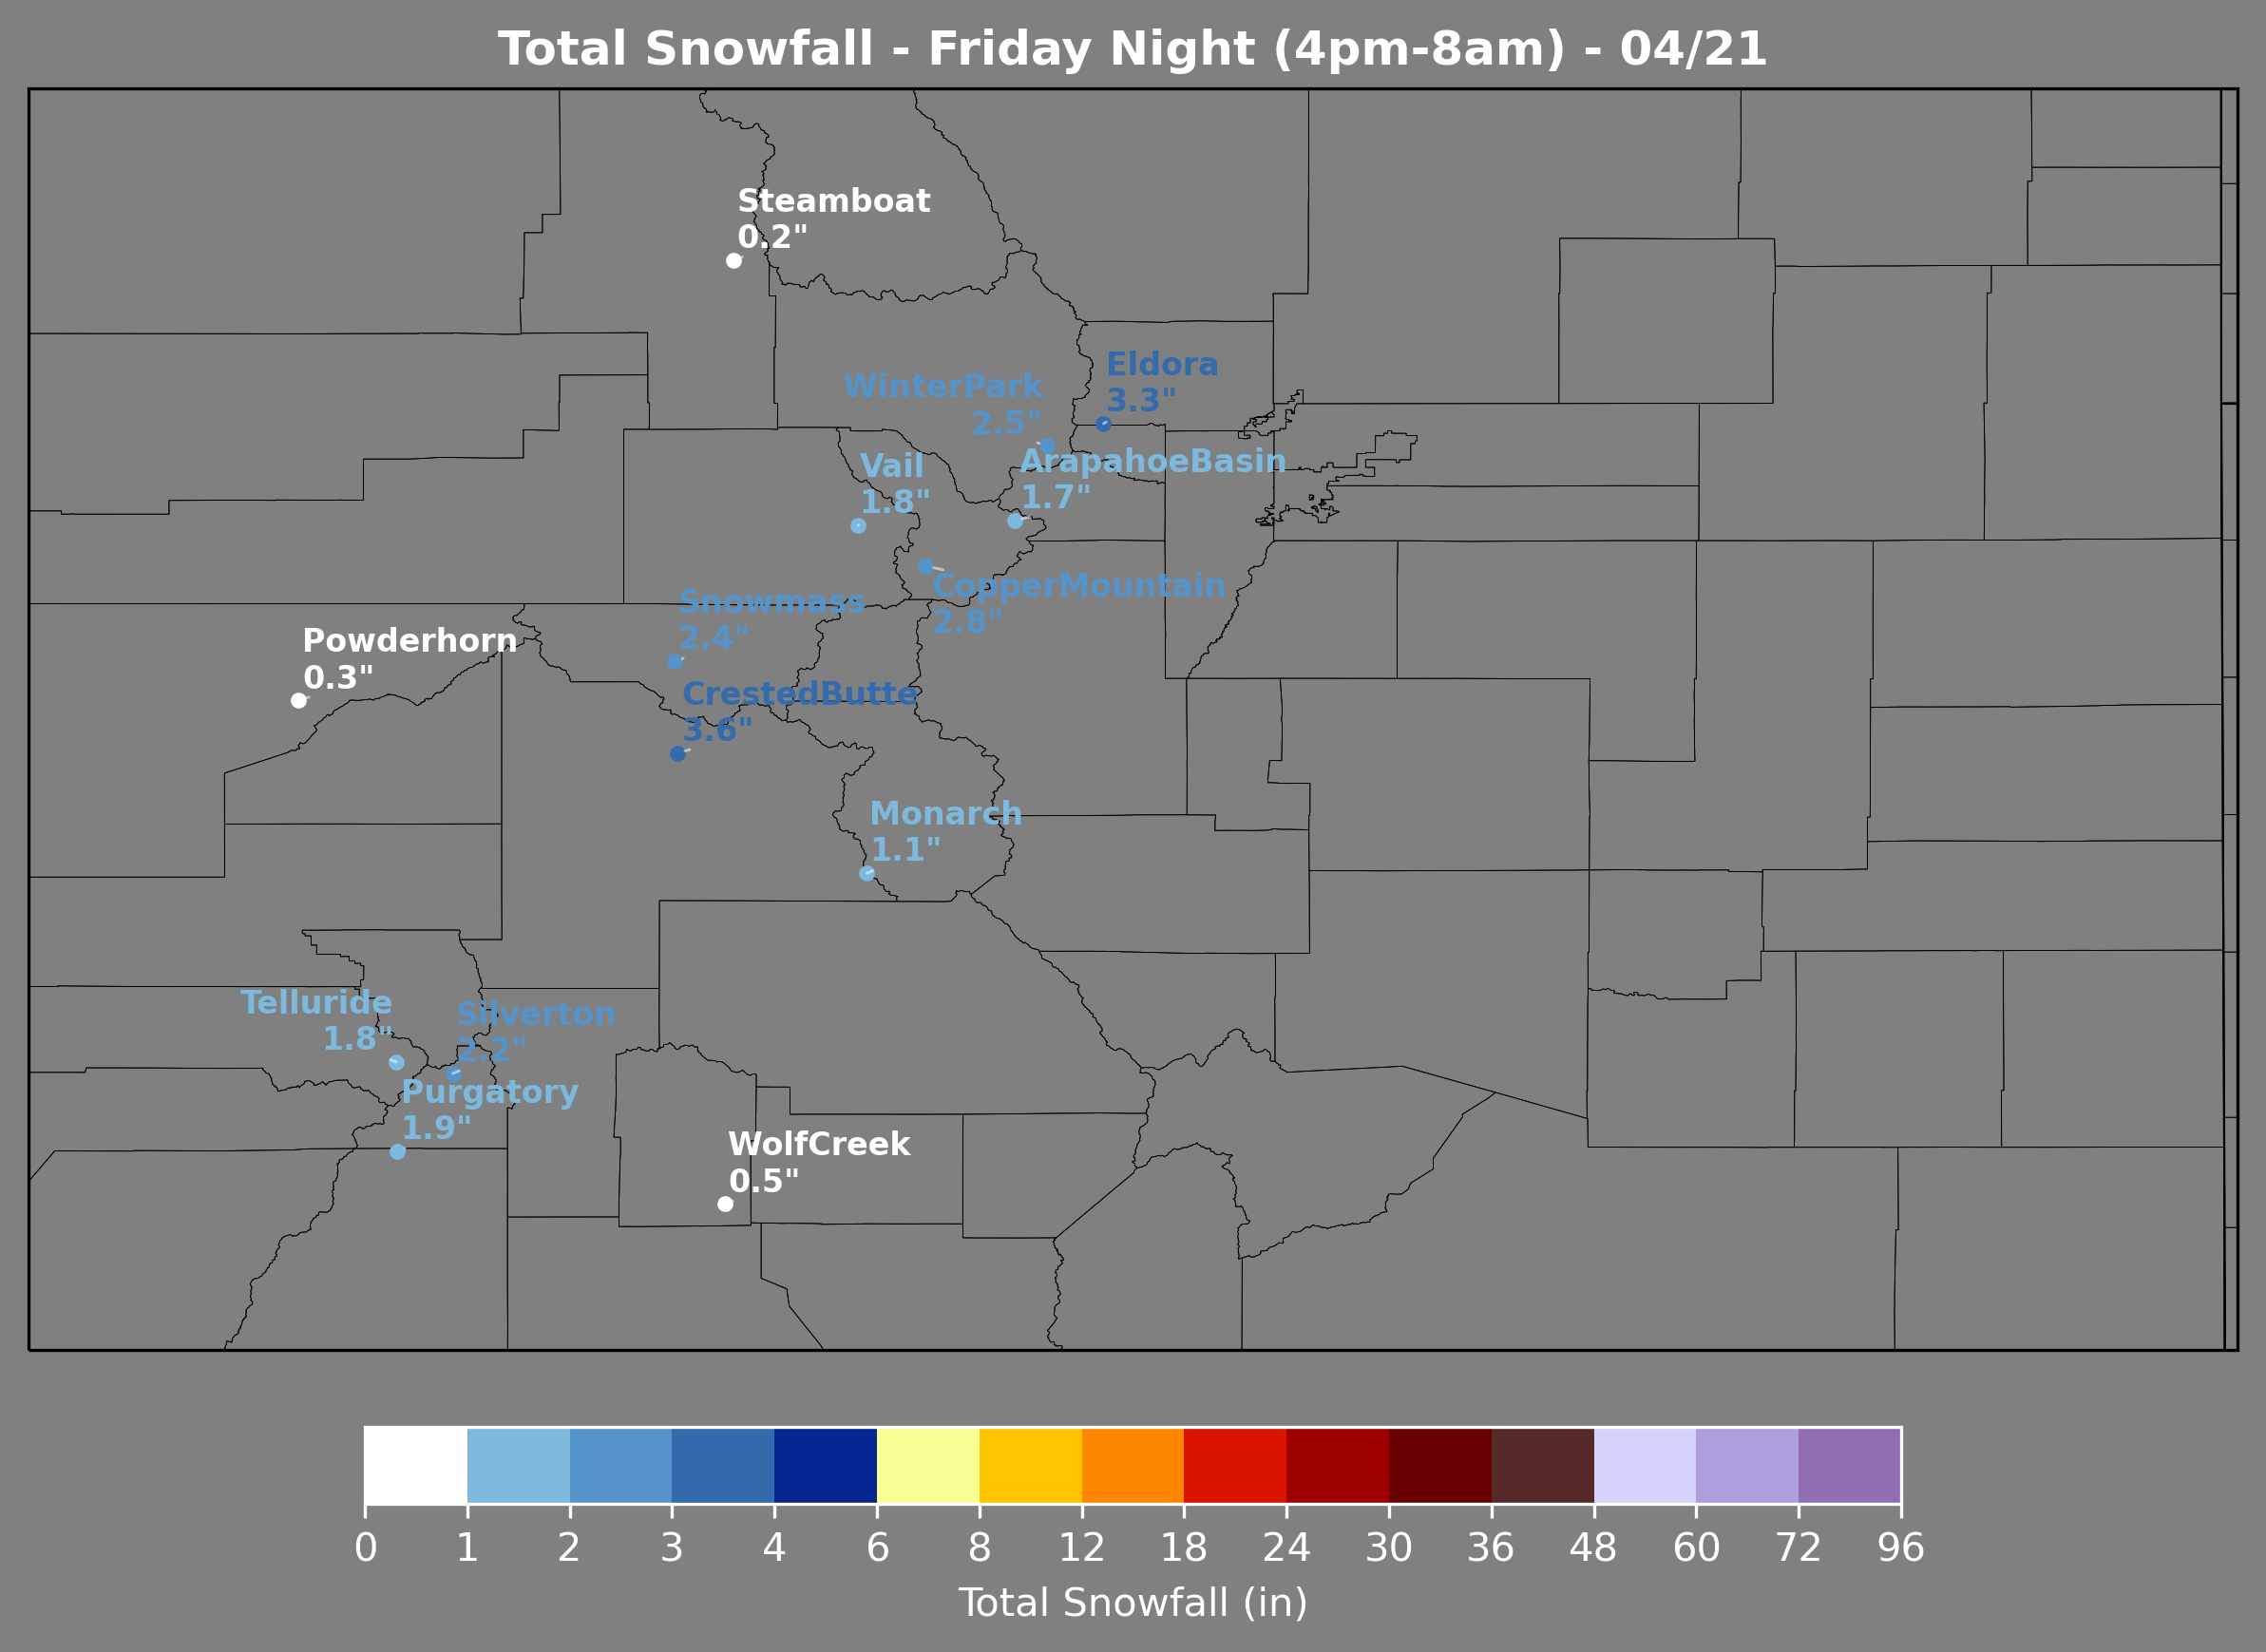 Total Snowfall - Friday Night (4pm-8am) - 04/21
Steamboat
0.2"
Eldora
3.3"
WinterPark
2.5"
ArapahoeBasin
1.7"
Vail
1.8"
CopperMountain
2.8"
Snowmass
2.4"
Powderhorn
0.3"
CrestedButte
3.6"
Monarch
1.1"
Telluride
1.8"
Silverton
2.2"
Purgatory
1.9"
WolfCreek
0.5"
0 1 2 3 4 6 8 12 18 24 30 36 48 60 72 96
Total Snowfall (in)